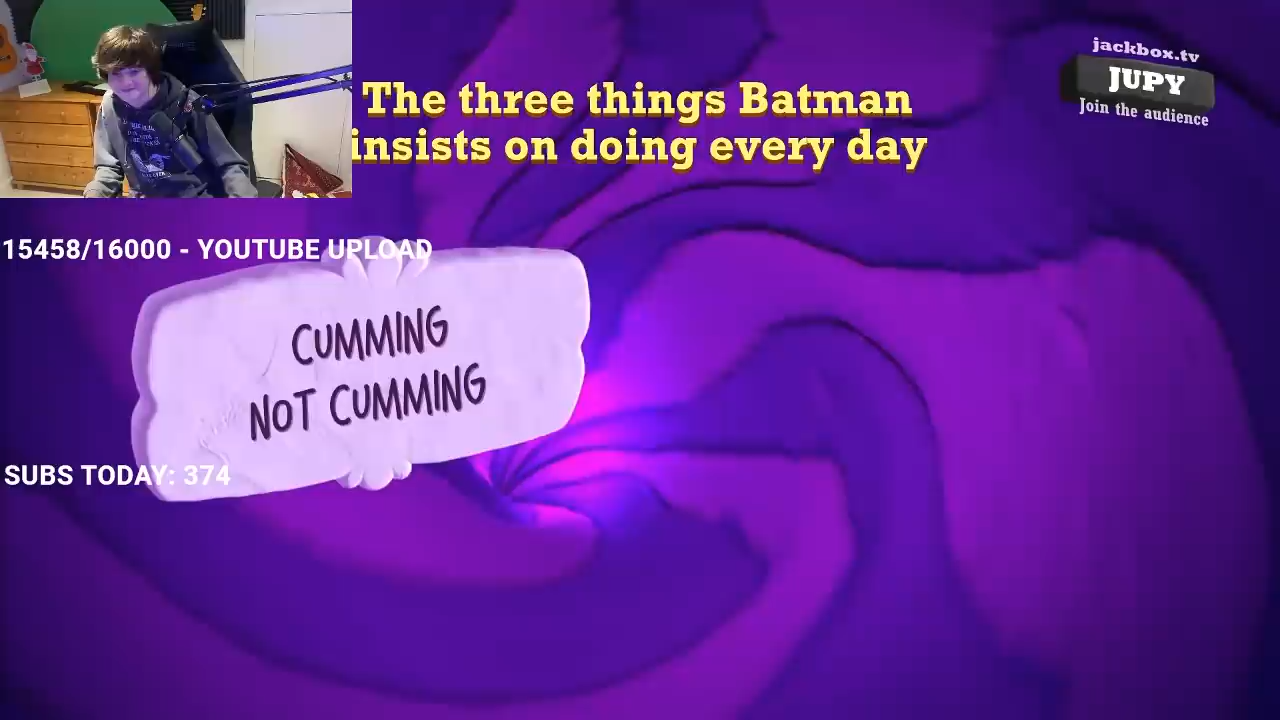 The three things Batman
insists on doing every day
jackbox.tv
JUPY
Join the audience
15458/16000 - YOUTUBE UPLOAD
CUMMING
NOT CUMMING
SUBS TODAY: 374